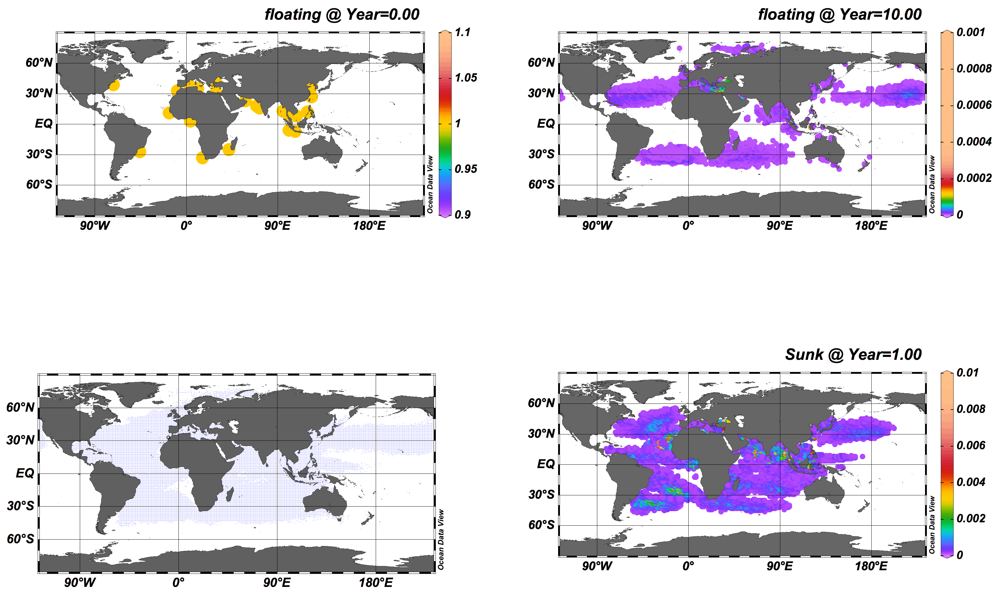 floating @ Year=0.00
60°N
30°N
EQ
30°S
60°S
90°W 0° 90°E 180°E
1.1
1.05
1
0.95
0.9
Ocean Data View
floating @ Year=10.00
60°N
30°N
EQ
30°S
60°S
90°W 0° 90°E 180°E
0.001
0.0008
0.0006
0.0004
0.0002
0
Ocean Data View
60°N
30°N
EQ
30°S
60°S
90°W 0° 90°E 180°E
Ocean Data View
Sunk @ Year=1.00
60°N
30°N
EQ
30°S
60°S
90°W 0° 90°E 180°E
0.01
0.008
0.006
0.004
0.002
0
Ocean Data View